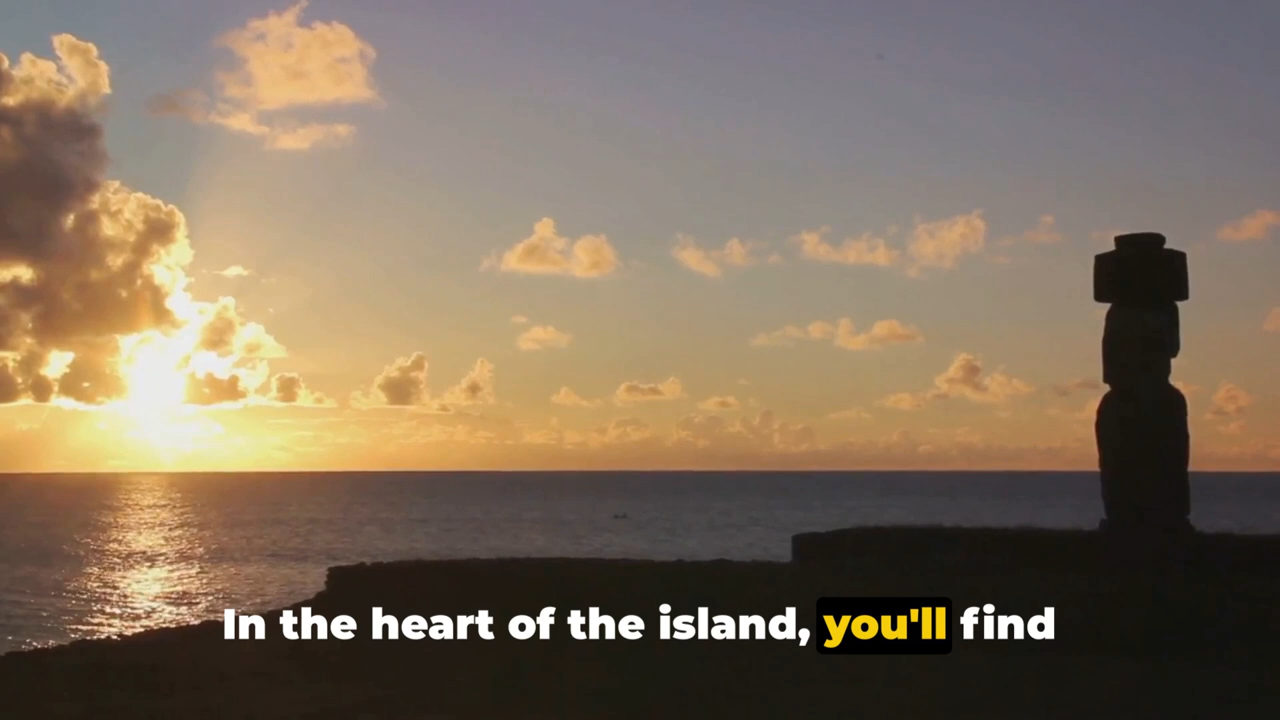 In the heart of the island, you'll find